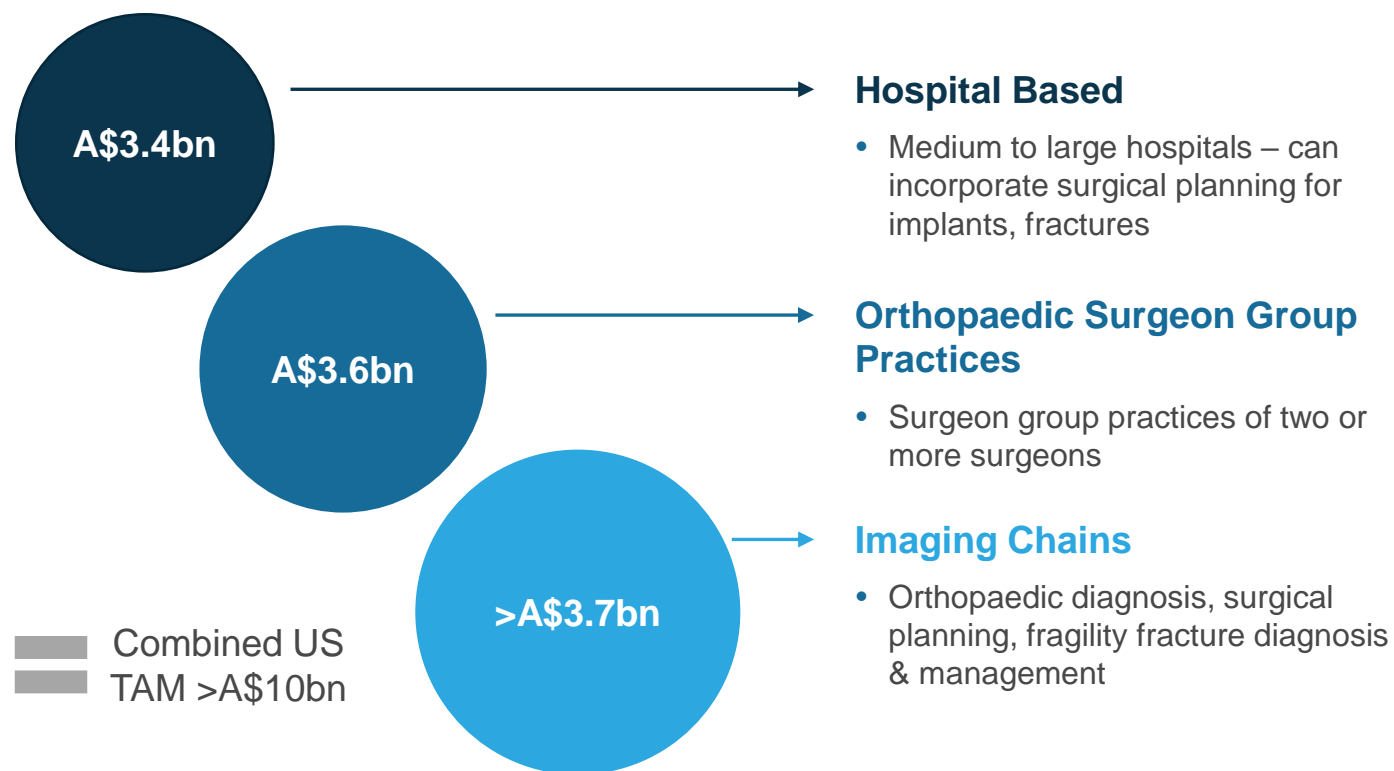 A$3.4bn
Hospital Based
• Medium to large hospitals – can
incorporate surgical planning for
implants, fractures
A$3.6bn
Orthopaedic Surgeon Group
Practices
• Surgeon group practices of two or
more surgeons
>A$3.7bn
Imaging Chains
• Orthopaedic diagnosis, surgical
planning, fragility fracture diagnosis
& management
Combined US
TAM >A$10bn